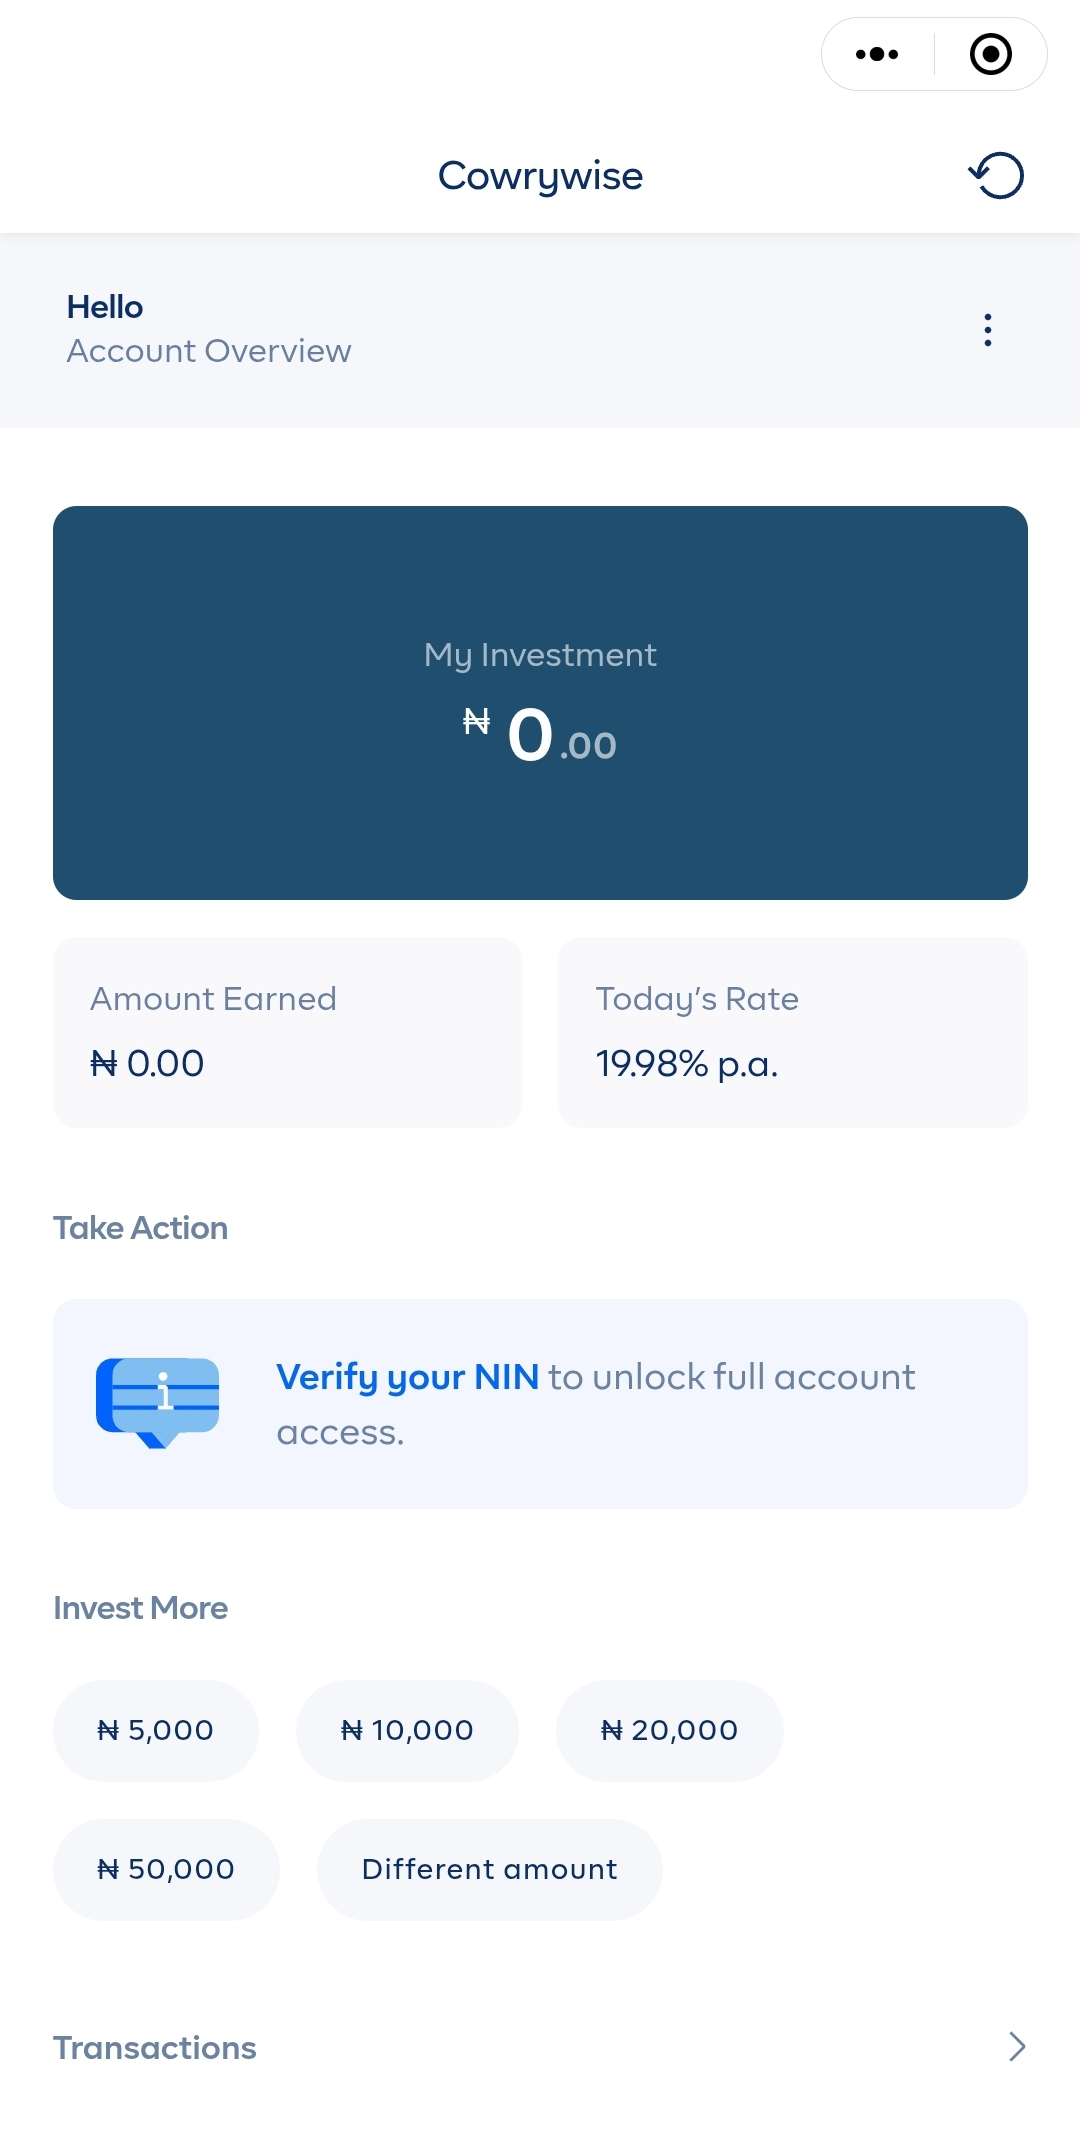 Cowrywise
Hello
Account Overview
My Investment
₦ 0.00
Amount Earned
₦ 0.00
Today's Rate
19.98% p.a.
Take Action
Verify your NIN to unlock full account
access.
Invest More
₦ 5,000
₦ 10,000
₦ 20,000
₦ 50,000
Different amount
Transactions